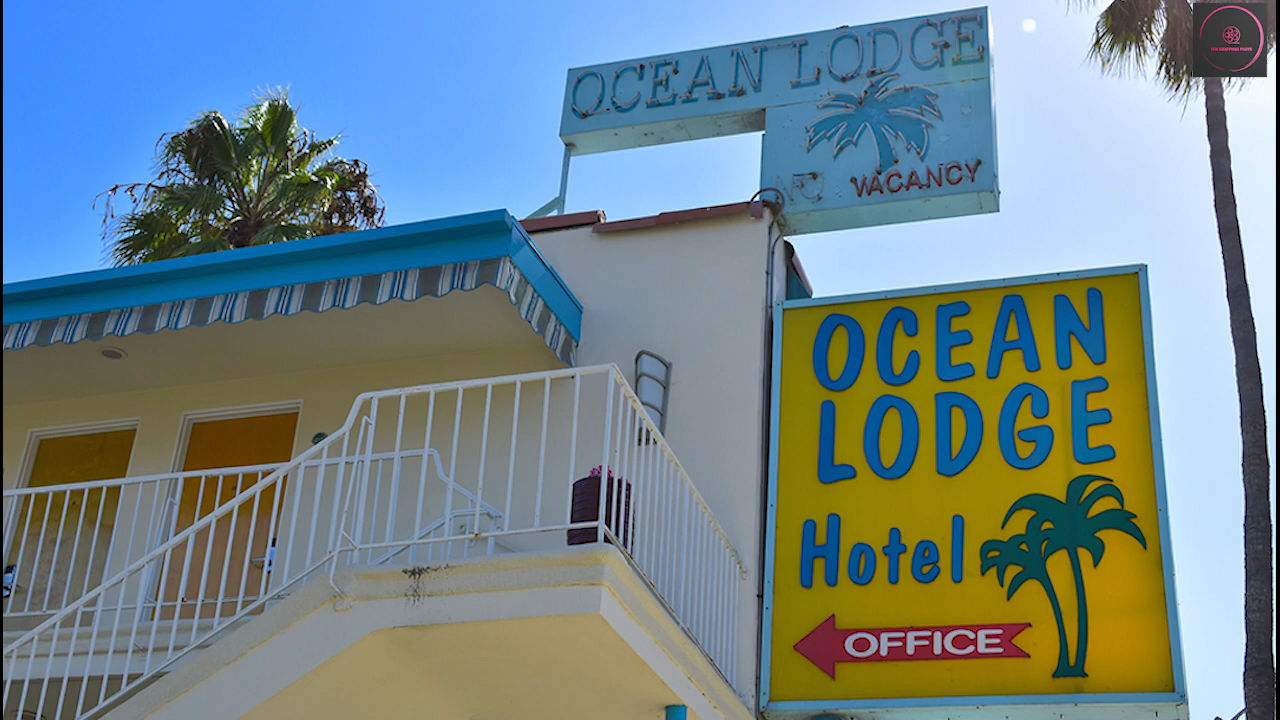 OCEAN LODGE
VACANCY
OCEAN
LODGE
Hotel
OFFICE